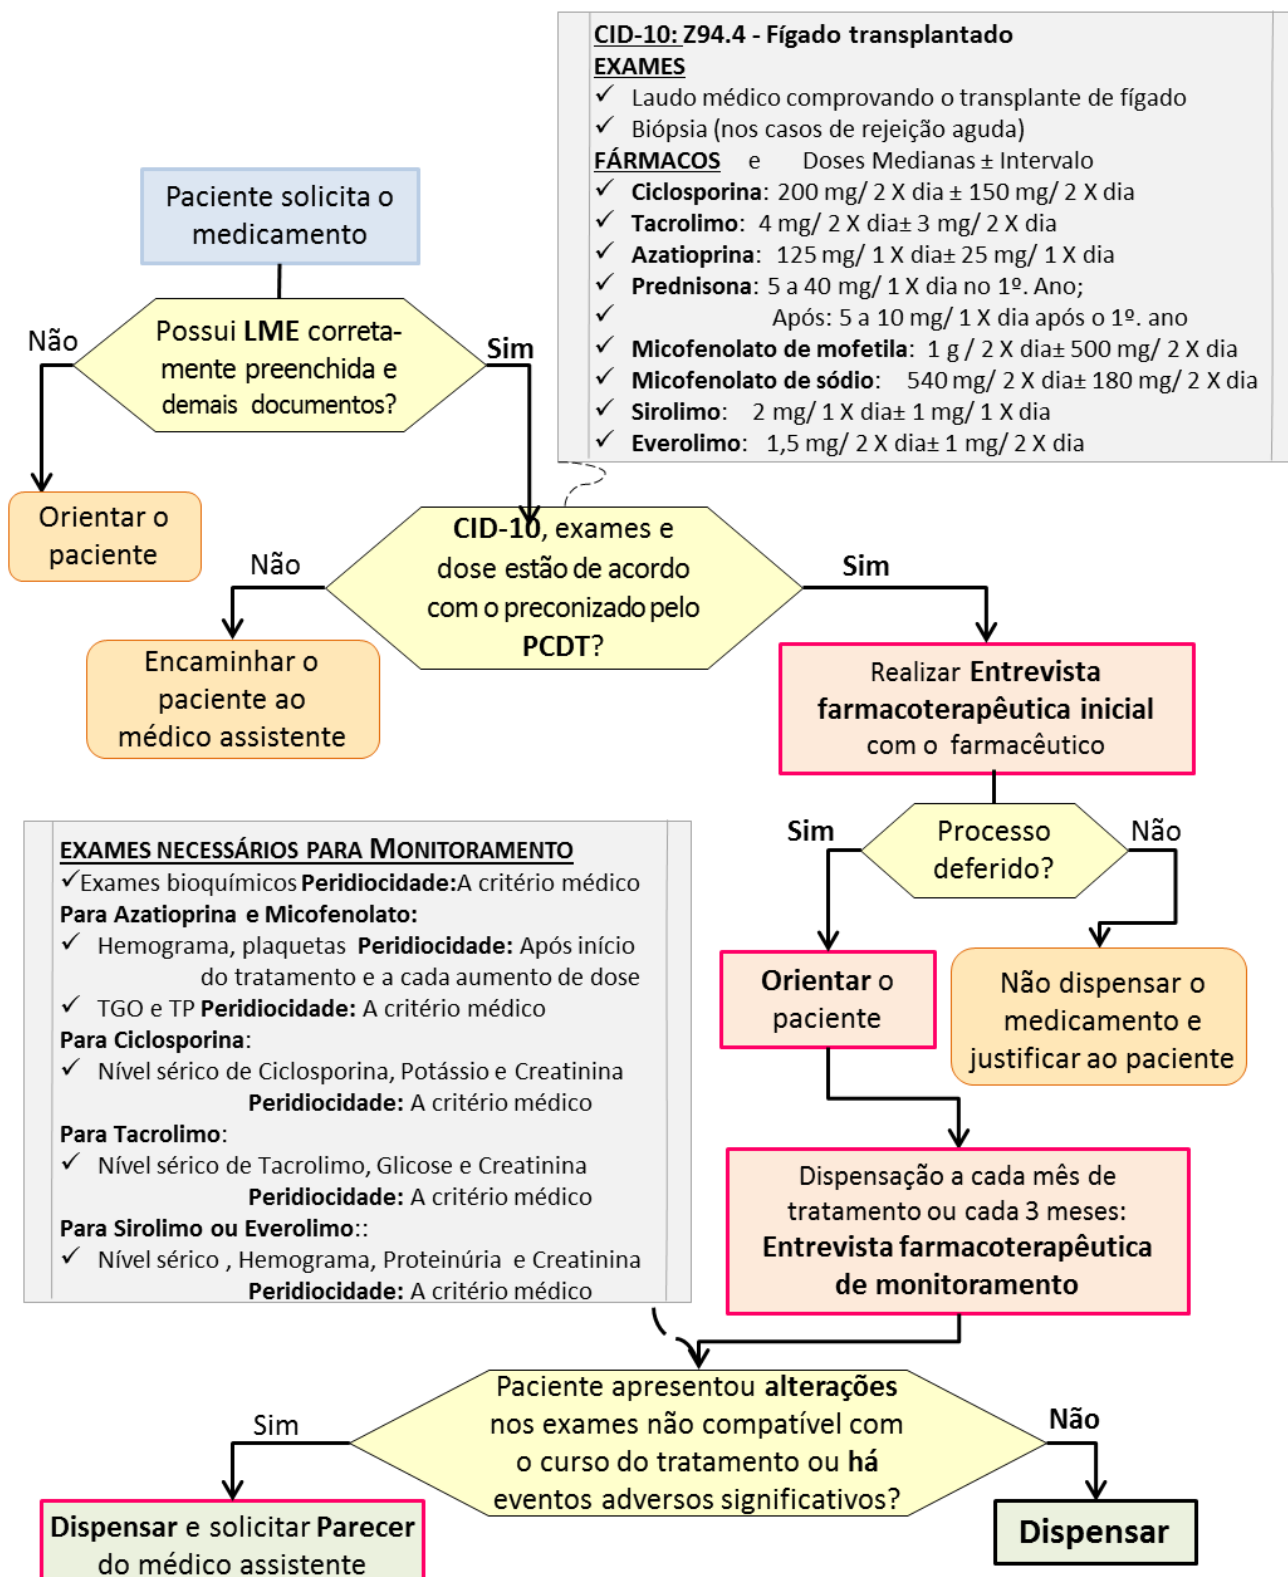 CID-10: Z94.4 - Fígado transplantado
EXAMES
✓ Laudo médico comprovando o transplante de fígado
✓ Biópsia (nos casos de rejeição aguda)
FÁRMACOS e Doses Medianas ± Intervalo
✓ Ciclosporina: 200 mg/ 2 X dia ± 150 mg/ 2 X dia
✓ Tacrolimo: 4 mg/ 2 X dia± 3 mg/ 2 X dia
✓ Azatioprina: 125 mg/ 1 X dia± 25 mg/ 1 X dia
✓ Prednisona: 5 a 40 mg/ 1 X dia no 1º. Ano;
✓ Após: 5 a 10 mg/ 1 X dia após o 1º. ano
✓ Micofenolato de mofetila: 1 g / 2 X dia± 500 mg/ 2 X dia
✓ Micofenolato de sódio: 540 mg/ 2 X dia± 180 mg/ 2 X dia
✓ Sirolimo: 2 mg/ 1 X dia± 1 mg/ 1 X dia
✓ Everolimo: 1,5 mg/ 2 X dia± 1 mg/ 2 X dia
Paciente solicita o
medicamento
Não
Possui LME correta-
mente preenchida e
demais documentos?
Sim
Orientar o
paciente
Não
CID-10, exames e
dose estão de acordo
com o preconizado pelo
PCDT?
Sim
Encaminhar o
paciente ao
médico assistente
Realizar Entrevista
farmacoterapêutica inicial
com o farmacêutico
Sim
Processo
deferido?
Não
Orientar o
paciente
Não dispensar o
medicamento e
justificar ao paciente
EXAMES NECESSÁRIOS PARA MONITORAMENTO
✓Exames bioquímicos Peridiocidade:A critério médico
Para Azatioprina e Micofenolato:
✓ Hemograma, plaquetas Peridiocidade: Após início
do tratamento e a cada aumento de dose
✓ TGO e TP Peridiocidade: A critério médico
Para Ciclosporina:
✓ Nível sérico de Ciclosporina, Potássio e Creatinina
Peridiocidade: A critério médico
Para Tacrolimo:
✓ Nível sérico de Tacrolimo, Glicose e Creatinina
Peridiocidade: A critério médico
Para Sirolimo ou Everolimo::
✓ Nível sérico , Hemograma, Proteinúria e Creatinina
Peridiocidade: A critério médico
Dispensação a cada mês de
tratamento ou cada 3 meses:
Entrevista farmacoterapêutica
de monitoramento
Sim
Paciente apresentou alterações
nos exames não compatível com
o curso do tratamento ou há
eventos adversos significativos?
Não
Dispensar e solicitar Parecer
do médico assistente
Dispensar